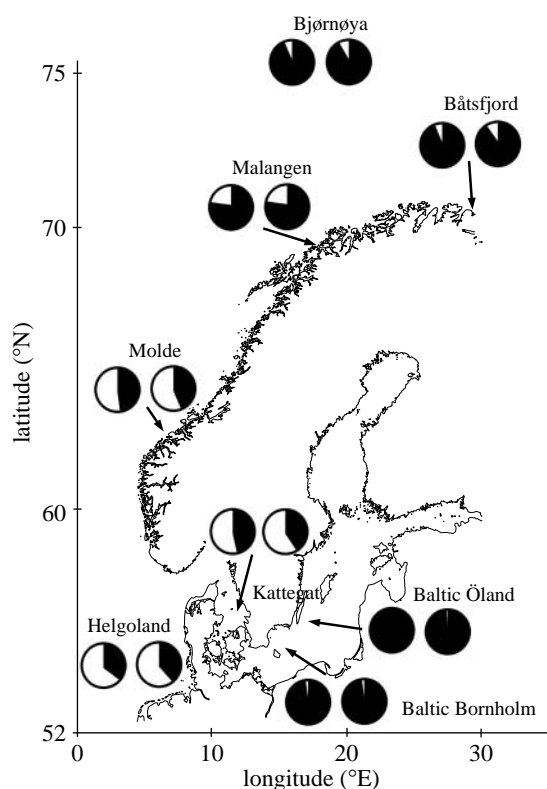 Bjørnøya
75
Båtsfjord
Malangen
70
Molde
latitude (°N)
60
Kattegat
Baltic Öland
Helgoland
Baltic Bornholm
52
0
10
20
30
longitude (°E)